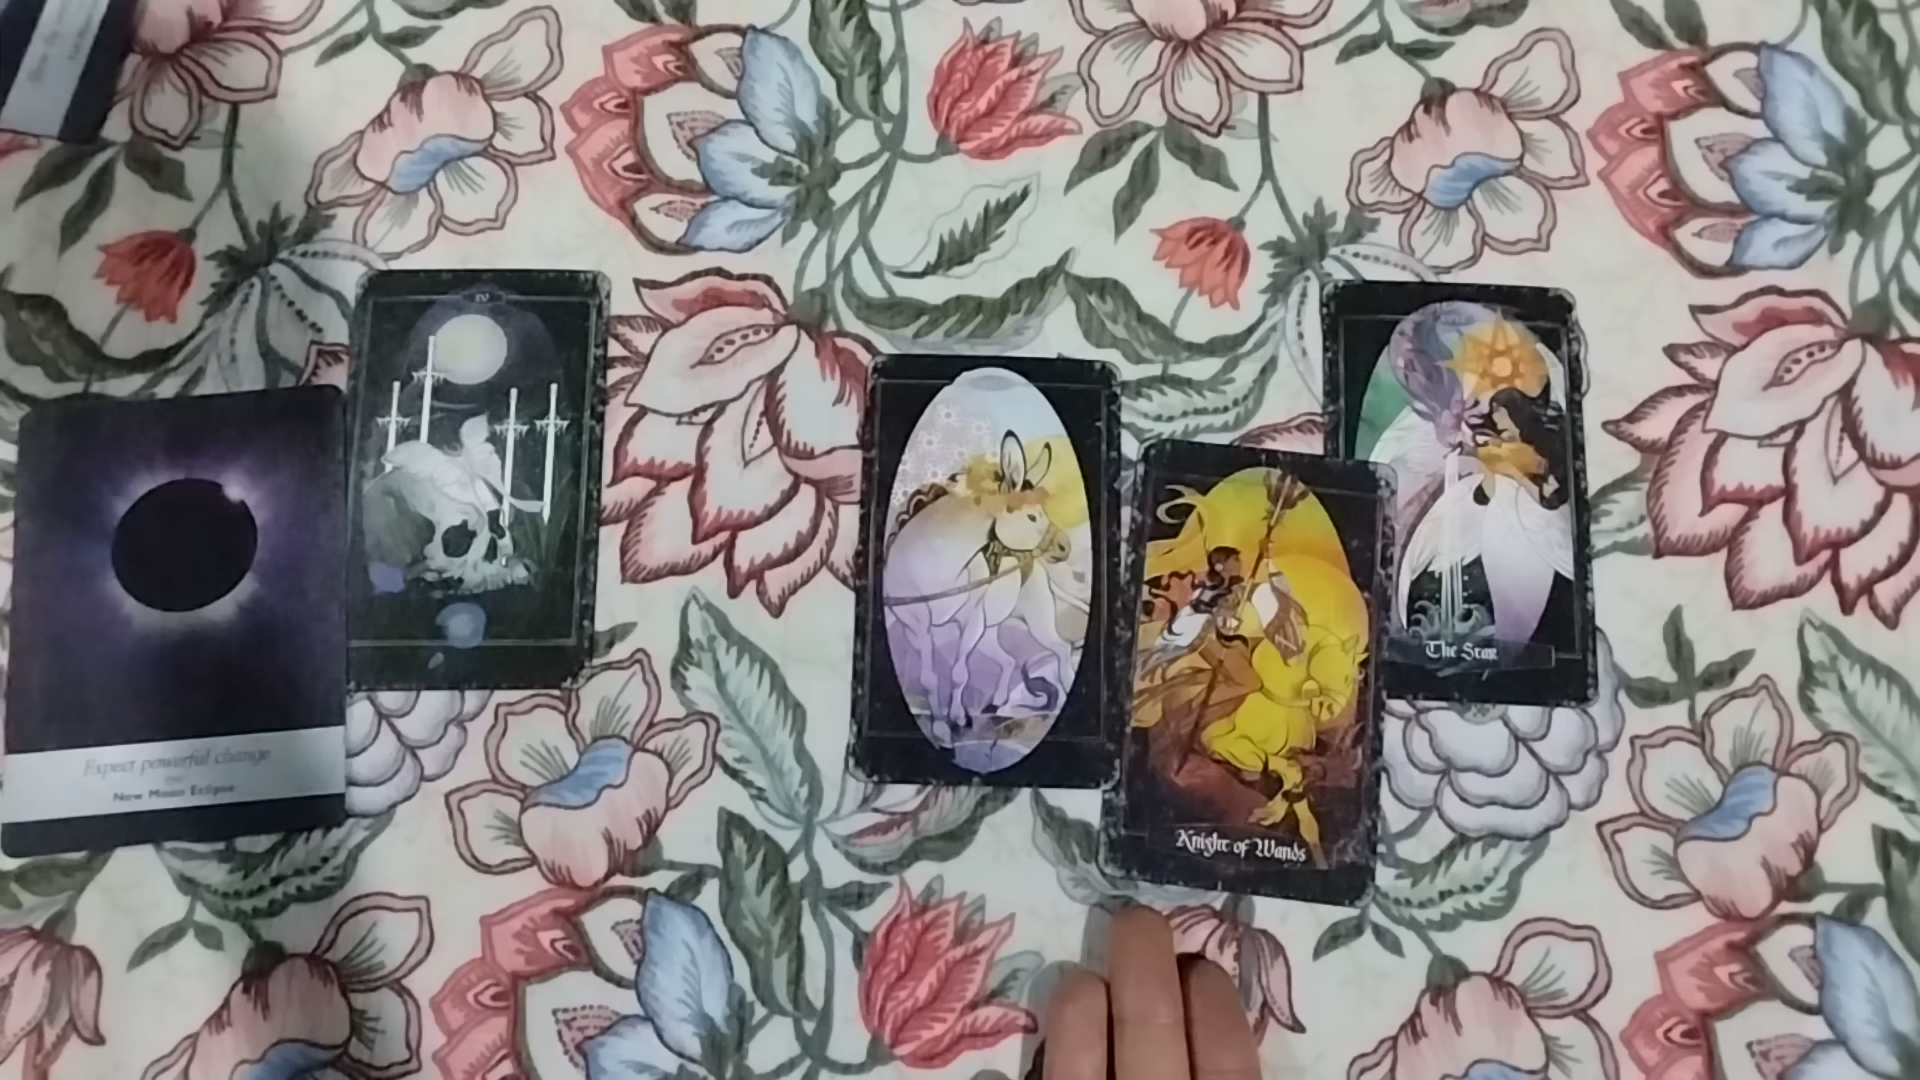 IV
Expect powerful change
New Moon Eclipse
Knight of Wands
The Star